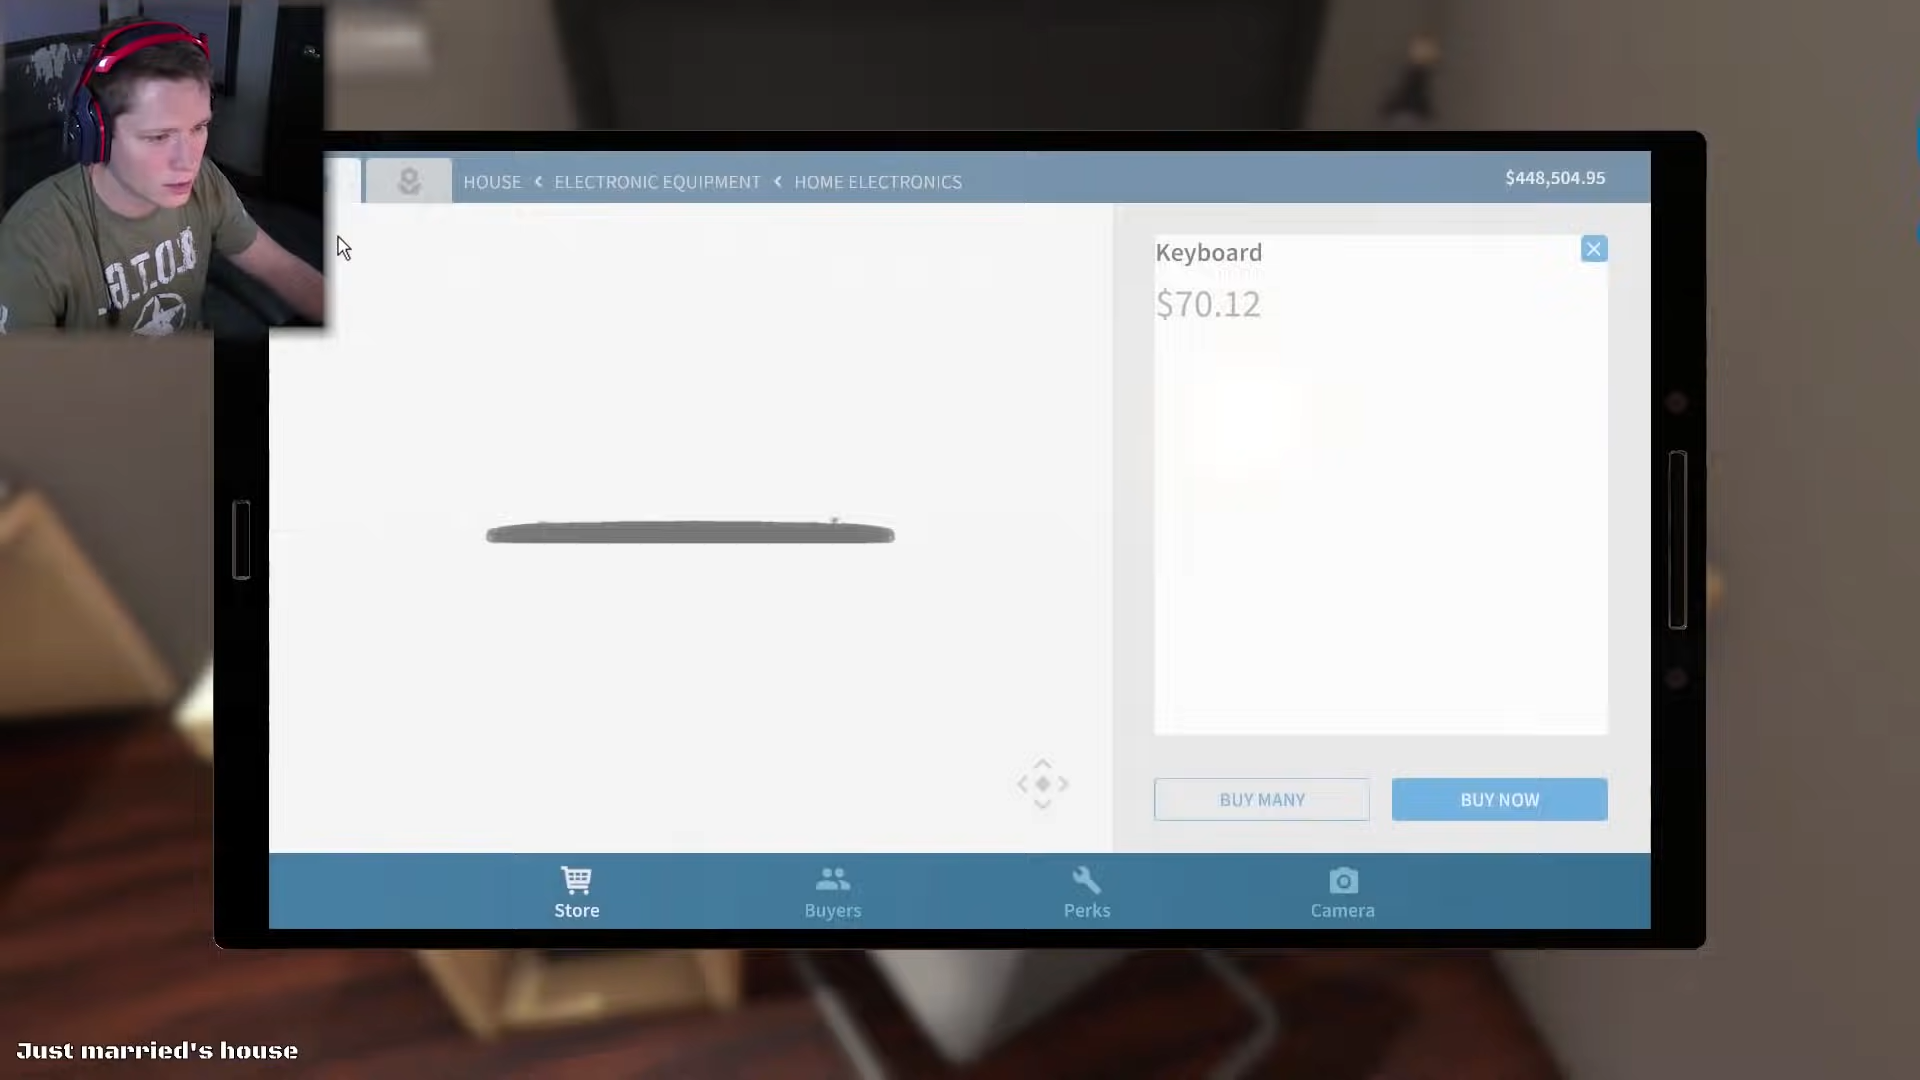 HOUSE < ELECTRONIC EQUIPMENT < HOME ELECTRONICS
$448,504.95
Keyboard
$70.12
BUY MANY
BUY NOW
Store
Buyers
Perks
Camera
Just married's house